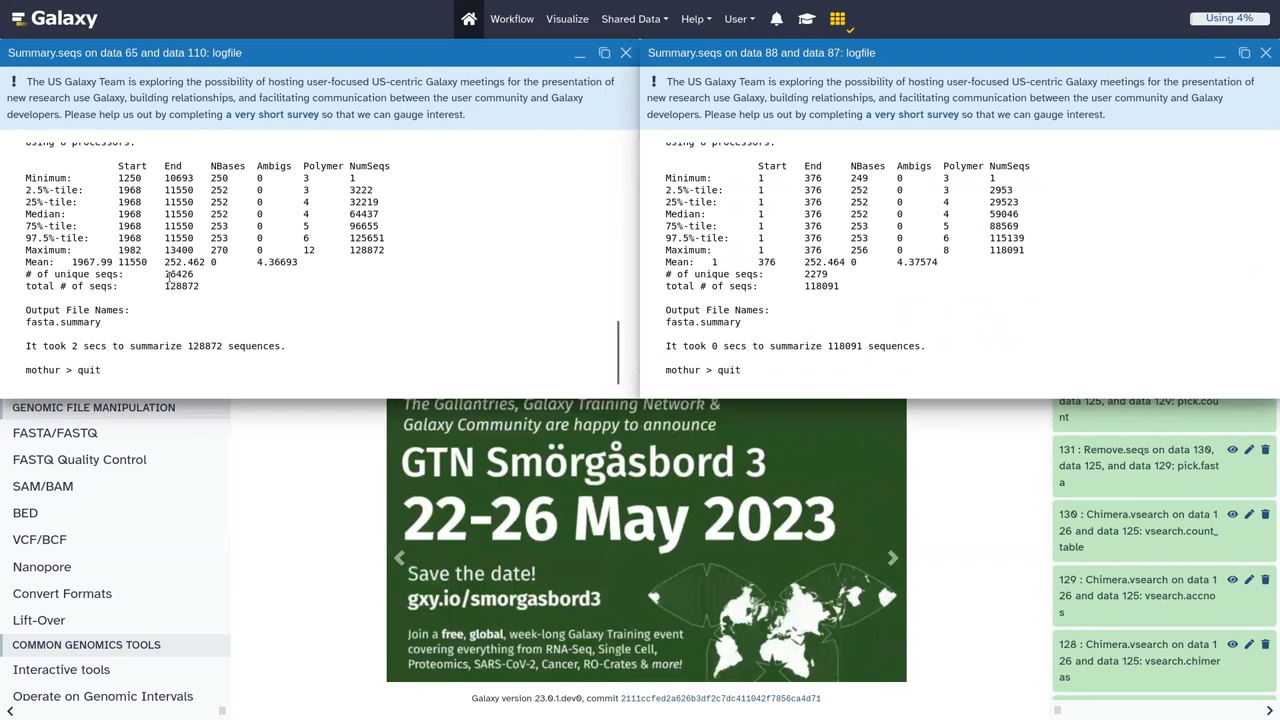 Galaxy
Workflow
Visualize
Shared Data
Help
User
Using 4%
Summary.seqs on data 65 and data 110: logfile
! The US Galaxy Team is exploring the possibility of hosting user-focused US-centric Galaxy meetings for the presentation of
new research use Galaxy, building relationships, and facilitating communication between the user community and Galaxy
developers. Please help us out by completing a very short survey so that we can gauge interest.
Start End NBases Ambigs Polymer NumSeqs
Minimum: 1250 10693 250 0 3 1
2.5%-tile: 1968 11550 252 0 3 3222
25%-tile: 1968 11550 252 0 4 32219
Median: 1968 11550 252 0 4 64437
75%-tile: 1968 11550 253 0 5 96655
97.5%-tile: 1968 11550 253 0 6 125651
Maximum: 1982 13400 270 0 12 128872
Mean: 1967.99 11550 252.462 0 4.36693
# of unique seqs: 16426
total # of seqs: 128872
Output File Names:
fasta.summary
It took 2 secs to summarize 128872 sequences.
mothur > quit
Summary.seqs on data 88 and data 87: logfile
! The US Galaxy Team is exploring the possibility of hosting user-focused US-centric Galaxy meetings for the presentation of
new research use Galaxy, building relationships, and facilitating communication between the user community and Galaxy
developers. Please help us out by completing a very short survey so that we can gauge interest.
Start End NBases Ambigs Polymer NumSeqs
Minimum: 1 376 249 0 3 1
2.5%-tile: 1 376 252 0 3 2953
25%-tile: 1 376 252 0 4 29523
Median: 1 376 252 0 4 59046
75%-tile: 1 376 253 0 5 88569
97.5%-tile: 1 376 253 0 6 115139
Maximum: 1 376 256 0 8 118091
Mean: 1 376 252.464 0 4.37574
# of unique seqs: 2279
total # of seqs: 118091
Output File Names:
fasta.summary
It took 0 secs to summarize 118091 sequences.
mothur > quit
GENOMIC FILE MANIPULATION
FASTA/FASTQ
FASTQ Quality Control
SAM/BAM
BED
VCF/BCF
Nanopore
Convert Formats
Lift-Over
COMMON GENOMICS TOOLS
Interactive tools
Operate on Genomic Intervals
The Gallantries, Galaxy Training Network &
Galaxy Community are happy to announce
GTN Smörgåsbord 3
22-26 May 2023
Save the date!
gxy.io/smorgasbord3
Join a free, global, week-long Galaxy Training event
covering everything from RNA-Seq, Single Cell,
Proteomics, SARS-CoV-2, Cancer, RO-Crates & more!
Galaxy version 23.0.1.dev0, commit 2111ccfed2a626b3df2c7dc411042f7856ca4d71
data 125, and data 129: pick.cou
nt
131 : Remove.seqs on data 130,
data 125, and data 129: pick.fast
a
130 : Chimera.vsearch on data 1
26 and data 125: vsearch.count_
table
129 : Chimera.vsearch on data 1
26 and data 125: vsearch.accno
s
128 : Chimera.vsearch on data 1
26 and data 125: vsearch.chimer
as